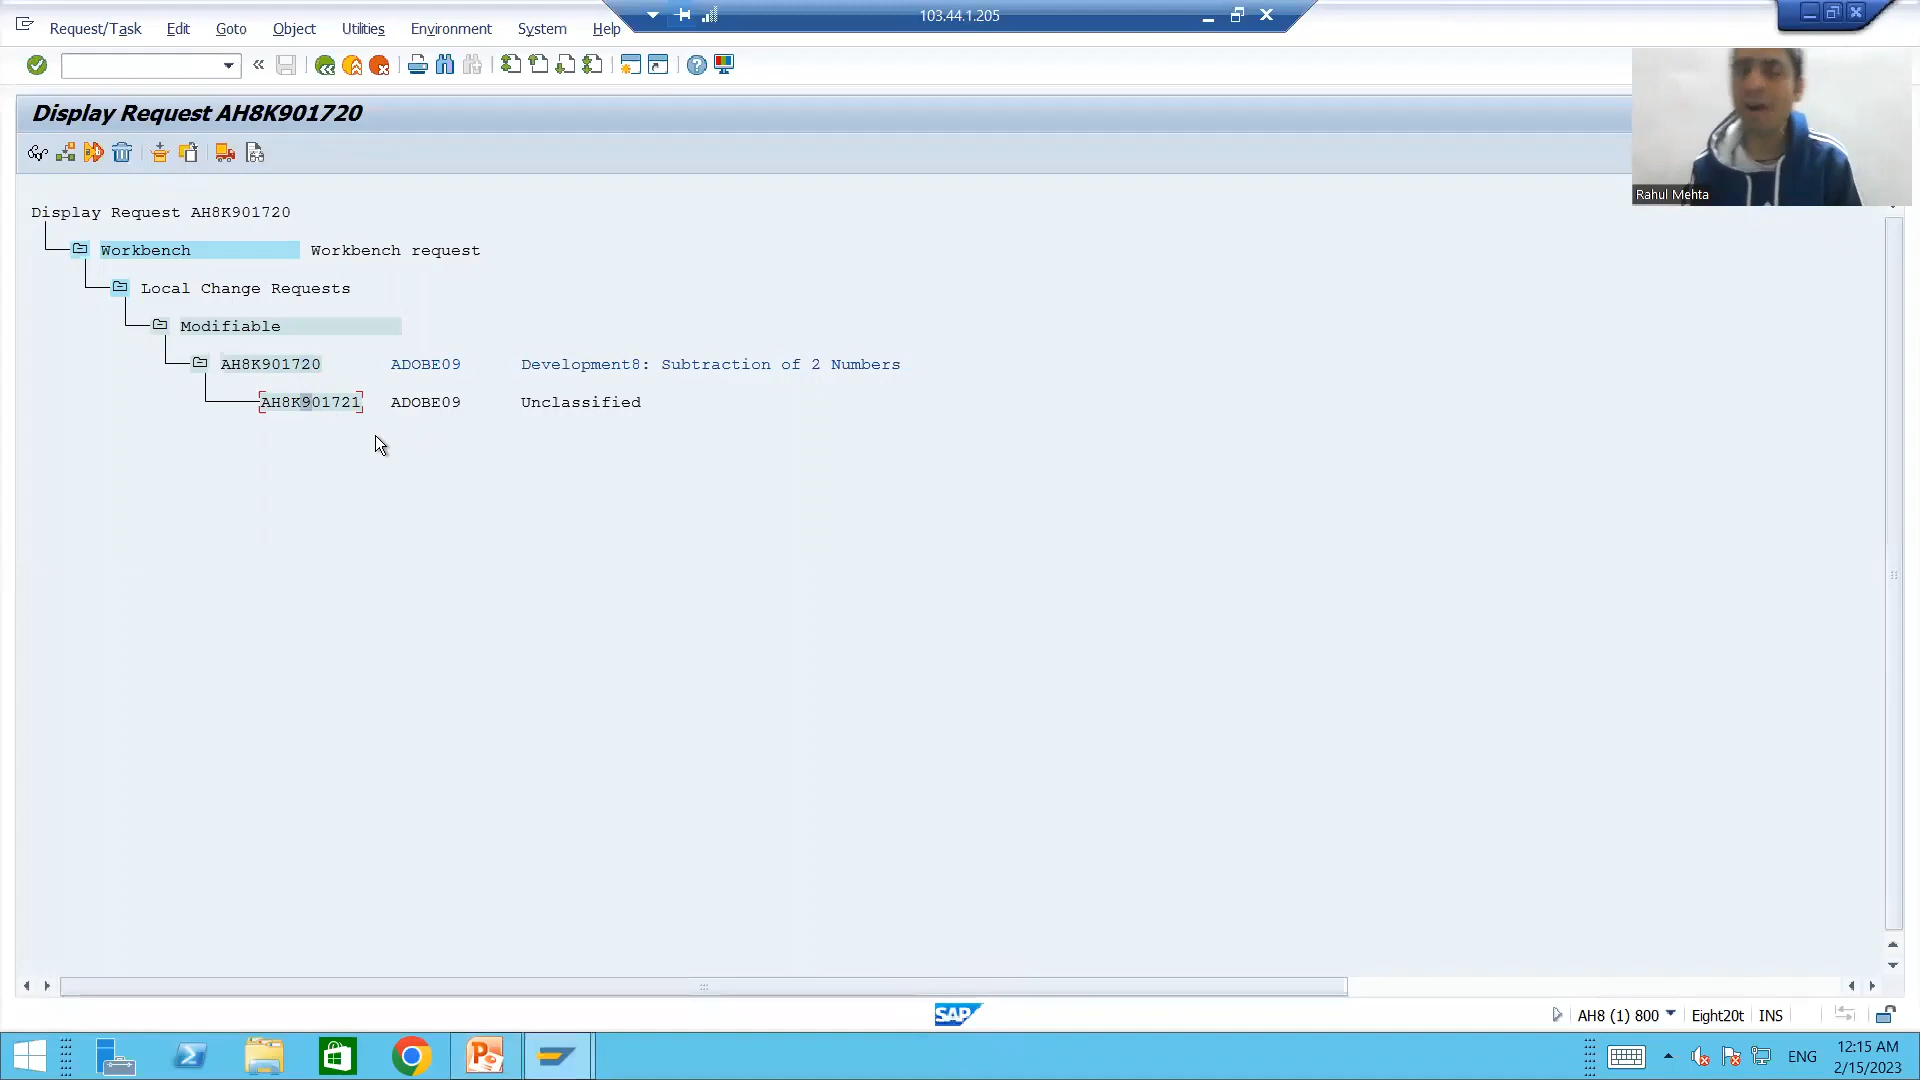 103.44.1.205
Request/Task Edit Goto Object Utilities Environment System Help
Display Request AH8K901720
Rahul Mehta
Display Request AH8K901720
Workbench Workbench request
Local Change Requests
Modifiable
AH8K901720 ADOBE09 Development8: Subtraction of 2 Numbers
AH8K901721 ADOBE09 Unclassified
SAP
AH8 (1) 800 Eight20t INS
ENG
12:15 AM
2/15/2023